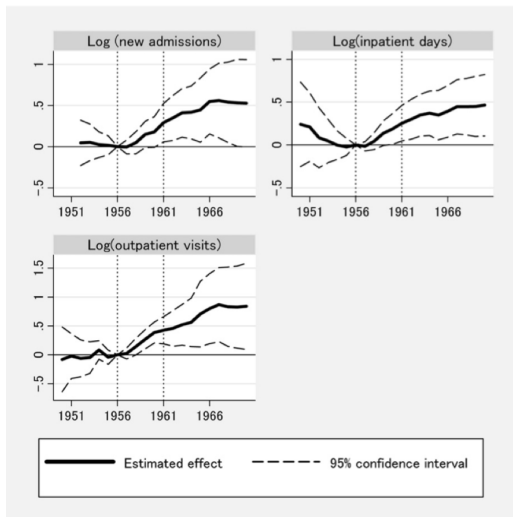 Log (new admissions)
Log(inpatient days)
1
.5
0
-.5
1951 1956 1961 1966
1
.5
0
-.5
1951 1956 1961 1966
Log(outpatient visits)
1.5
1
.5
0
-.5
1951 1956 1961 1966
Estimated effect
95% confidence interval